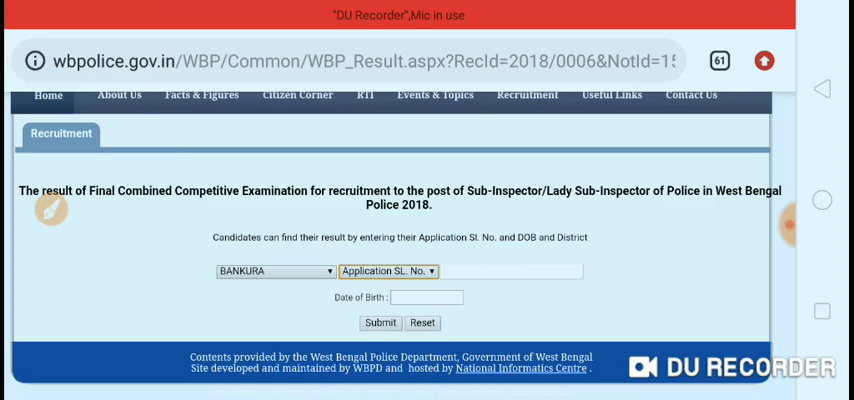 "DU Recorder",Mic in use
wbpolice.gov.in/WBP/Common/WBP_Result.aspx?RecId=2018/0006&NotId=15
61
Home About Us Facts & Figures Citizen Corner RTI Events & Topics Recruitment Useful Links Contact Us
Recruitment
The result of Final Combined Competitive Examination for recruitment to the post of Sub-Inspector/Lady Sub-Inspector of Police in West Bengal
Police 2018.
Candidates can find their result by entering their Application Sl. No. and DOB and District
BANKURA Application SL. No.
Date of Birth :
Submit Reset
Contents provided by the West Bengal Police Department, Government of West Bengal
Site developed and maintained by WBPD and hosted by National Informatics Centre .
DU RECORDER